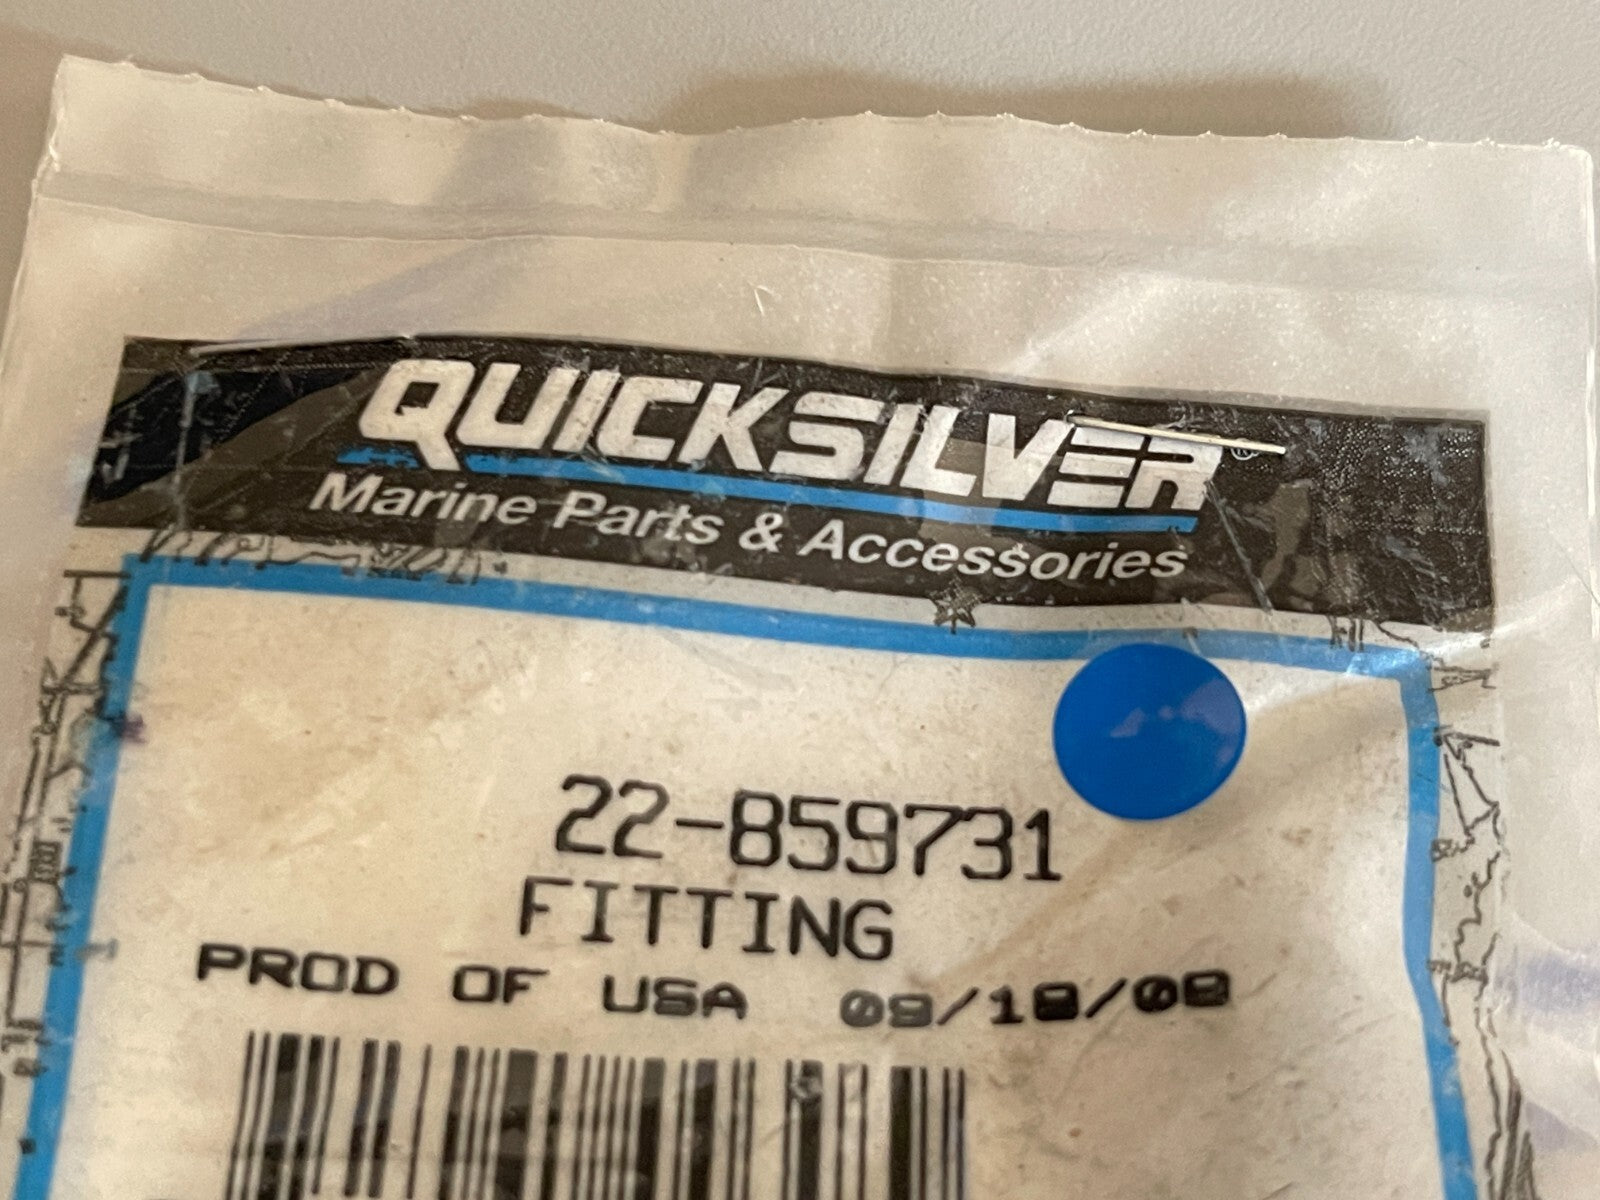 QUICKSILVER®
Marine Parts & Accessories
22-859731
FITTING
PROD OF USA 09/18/08